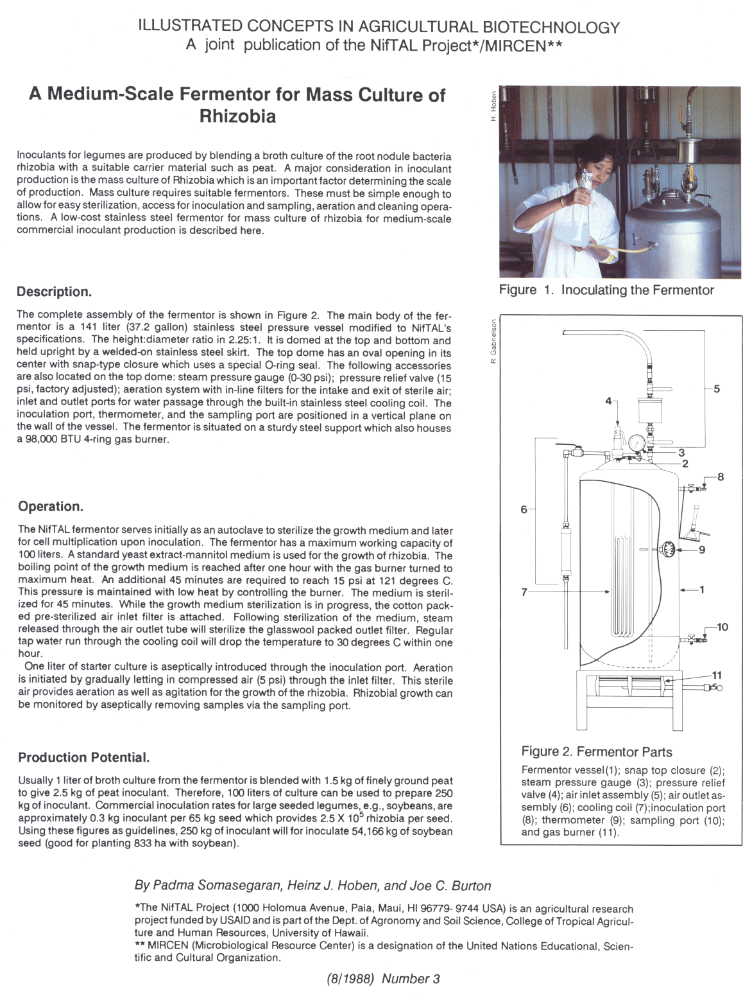 ILLUSTRATED CONCEPTS IN AGRICULTURAL BIOTECHNOLOGY
A joint publication of the NifTAL Project*/MIRCEN**
A Medium-Scale Fermentor for Mass Culture of
Rhizobia
Inoculants for legumes are produced by blending a broth culture of the root nodule bacteria
rhizobia with a suitable carrier material such as peat. A major consideration in inoculant
production is the mass culture of Rhizobia which is an important factor determining the scale
of production. Mass culture requires suitable fermentors. These must be simple enough to
allow for easy sterilization, access for inoculation and sampling, aeration and cleaning opera-
tions. A low-cost stainless steel fermentor for mass culture of rhizobia for medium-scale
commercial inoculant production is described here.
Description.
The complete assembly of the fermentor is shown in Figure 2. The main body of the fer-
mentor is a 141 liter (37.2 gallon) stainless steel pressure vessel modified to NifTAL's
specifications. The height:diameter ratio in 2.25:1. It is domed at the top and bottom and
held upright by a welded-on stainless steel skirt. The top dome has an oval opening in its
center with snap-type closure which uses a special O-ring seal. The following accessories
are also located on the top dome: steam pressure gauge (0-30 psi); pressure relief valve (15
psi, factory adjusted); aeration system with in-line filters for the intake and exit of sterile air;
inlet and outlet ports for water passage through the built-in stainless steel cooling coil. The
inoculation port, thermometer, and the sampling port are positioned in a vertical plane on
the wall of the vessel. The fermentor is situated on a sturdy steel support which also houses
a 98,000 BTU 4-ring gas burner.
Operation.
The NifTAL fermentor serves initially as an autoclave to sterilize the growth medium and later
for cell multiplication upon inoculation. The fermentor has a maximum working capacity of
100 liters. A standard yeast extract-mannitol medium is used for the growth of rhizobia. The
boiling point of the growth medium is reached after one hour with the gas burner turned to
maximum heat. An additional 45 minutes are required to reach 15 psi at 121 degrees C.
This pressure is maintained with low heat by controlling the burner. The medium is steril-
ized for 45 minutes. While the growth medium sterilization is in progress, the cotton pack-
ed pre-sterilized air inlet filter is attached. Following sterilization of the medium, steam
released through the air outlet tube will sterilize the glasswool packed outlet filter. Regular
tap water run through the cooling coil will drop the temperature to 30 degrees C within one
hour.
One liter of starter culture is aseptically introduced through the inoculation port. Aeration
is initiated by gradually letting in compressed air (5 psi) through the inlet filter. This sterile
air provides aeration as well as agitation for the growth of the rhizobia. Rhizobial growth can
be monitored by aseptically removing samples via the sampling port.
Production Potential.
Usually 1 liter of broth culture from the fermentor is blended with 1.5 kg of finely ground peat
to give 2.5 kg of peat inoculant. Therefore, 100 liters of culture can be used to prepare 250
kg of inoculant. Commercial inoculation rates for large seeded legumes, e.g., soybeans, are
approximately 0.3 kg inoculant per 65 kg seed which provides 2.5 X 10⁵ rhizobia per seed.
Using these figures as guidelines, 250 kg of inoculant will for inoculate 54,166 kg of soybean
seed (good for planting 833 ha with soybean).
H. Hoben
Figure 1. Inoculating the Fermentor
R. Gabrielson
5
4
3
2
8
6
9
7
1
10
11
Figure 2. Fermentor Parts
Fermentor vessel(1); snap top closure (2);
steam pressure gauge (3); pressure relief
valve (4); air inlet assembly (5); air outlet as-
sembly (6); cooling coil (7);inoculation port
(8); thermometer (9); sampling port (10);
and gas burner (11).
By Padma Somasegaran, Heinz J. Hoben, and Joe C. Burton
*The NifTAL Project (1000 Holomua Avenue, Paia, Maui, HI 96779- 9744 USA) is an agricultural research
project funded by USAID and is part of the Dept. of Agronomy and Soil Science, College of Tropical Agricul-
ture and Human Resources, University of Hawaii.
** MIRCEN (Microbiological Resource Center) is a designation of the United Nations Educational, Scien-
tific and Cultural Organization.
(8/1988) Number 3